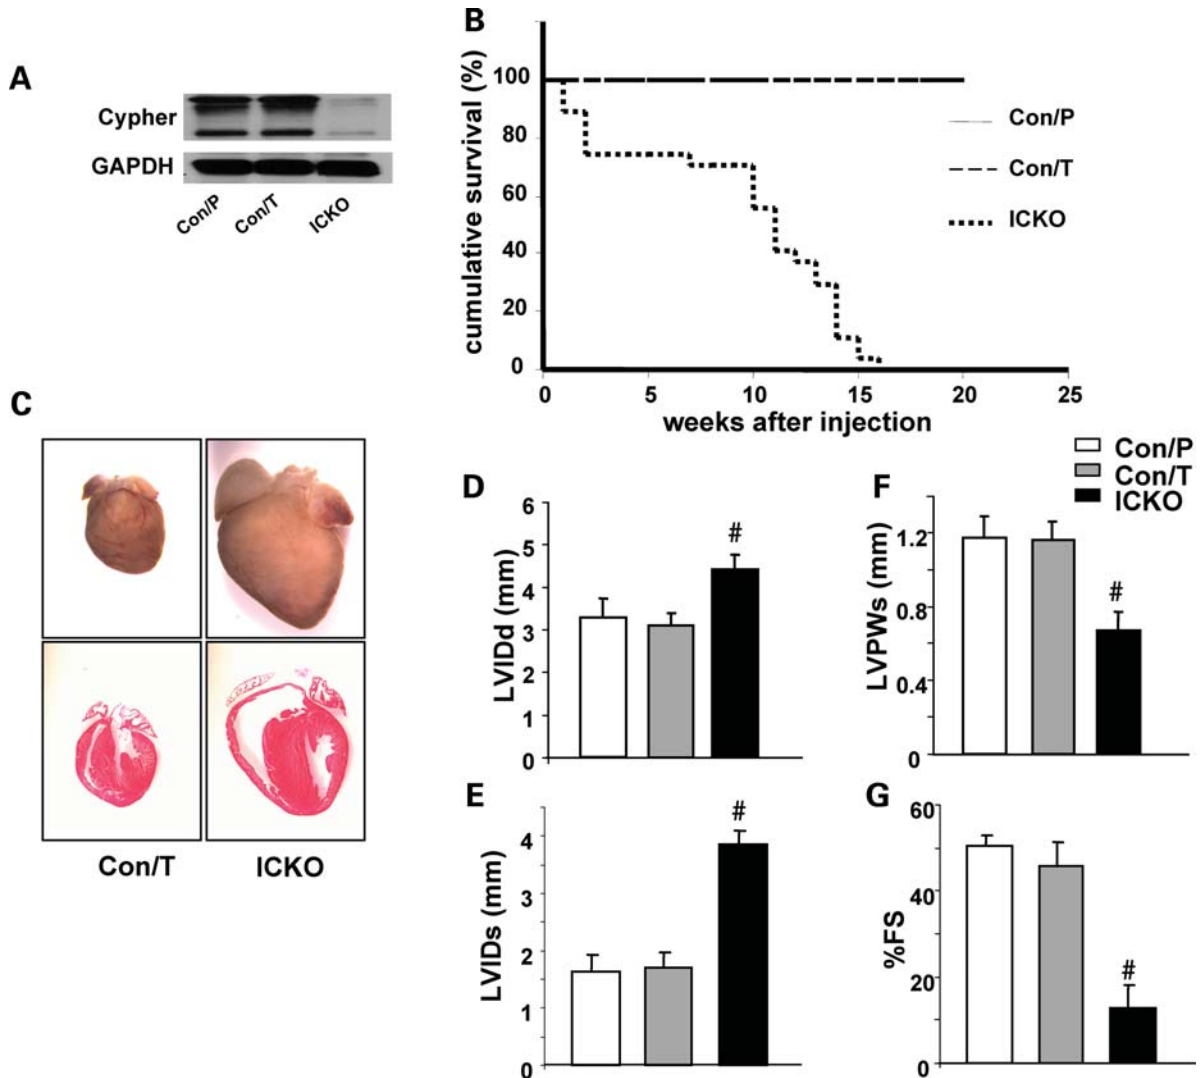 A
Cypher
GAPDH
Con/P
Con/T
ICKO
B
cumulative survival (%)
100
80
60
40
20
0
0
5
10
15
20
25
weeks after injection
Con/P
Con/T
ICKO
C
Con/T
ICKO
Con/P
Con/T
ICKO
D
LVIDd (mm)
6
5
4
3
2
1
0
#
F
LVPWs (mm)
1.2
0.8
0.4
0
#
E
LVIDs (mm)
4
3
2
1
0
#
G
%FS
60
40
20
0
#